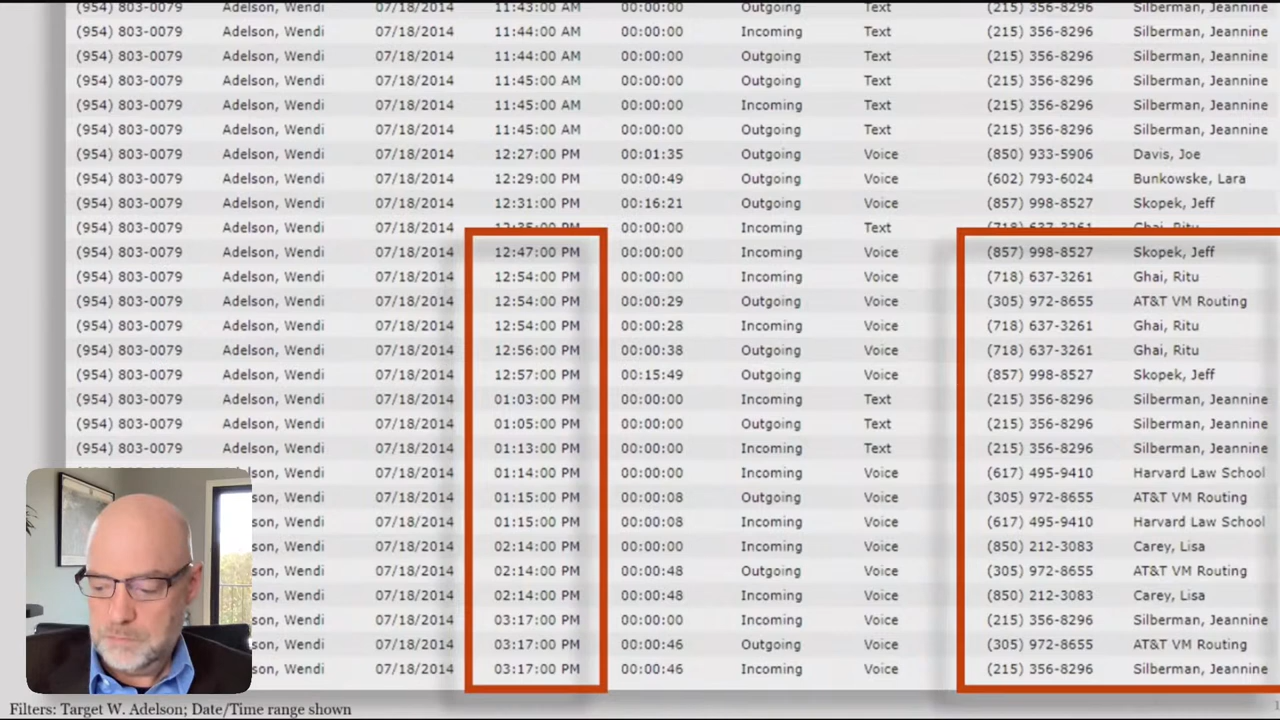 (954) 803-0079 Adelson, Wendi 07/18/2014 11:43:00 AM 00:00:00 Outgoing Text (215) 356-8296 Silberman, Jeannine
(954) 803-0079 Adelson, Wendi 07/18/2014 11:44:00 AM 00:00:00 Incoming Text (215) 356-8296 Silberman, Jeannine
(954) 803-0079 Adelson, Wendi 07/18/2014 11:44:00 AM 00:00:00 Outgoing Text (215) 356-8296 Silberman, Jeannine
(954) 803-0079 Adelson, Wendi 07/18/2014 11:45:00 AM 00:00:00 Outgoing Text (215) 356-8296 Silberman, Jeannine
(954) 803-0079 Adelson, Wendi 07/18/2014 11:45:00 AM 00:00:00 Incoming Text (215) 356-8296 Silberman, Jeannine
(954) 803-0079 Adelson, Wendi 07/18/2014 11:45:00 AM 00:00:00 Outgoing Text (215) 356-8296 Silberman, Jeannine
(954) 803-0079 Adelson, Wendi 07/18/2014 12:27:00 PM 00:01:35 Outgoing Voice (850) 933-5906 Davis, Joe
(954) 803-0079 Adelson, Wendi 07/18/2014 12:29:00 PM 00:00:49 Outgoing Voice (602) 793-6024 Bunkowske, Lara
(954) 803-0079 Adelson, Wendi 07/18/2014 12:31:00 PM 00:16:21 Outgoing Voice (857) 998-8527 Skopek, Jeff
(954) 803-0079 Adelson, Wendi 07/18/2014 12:35:00 PM 00:00:00 Incoming Text (718) 637-3261 Ghai, Ritu
(954) 803-0079 Adelson, Wendi 07/18/2014 12:47:00 PM 00:00:00 Incoming Voice (857) 998-8527 Skopek, Jeff
(954) 803-0079 Adelson, Wendi 07/18/2014 12:54:00 PM 00:00:00 Incoming Voice (718) 637-3261 Ghai, Ritu
(954) 803-0079 Adelson, Wendi 07/18/2014 12:54:00 PM 00:00:29 Outgoing Voice (305) 972-8655 AT&T VM Routing
(954) 803-0079 Adelson, Wendi 07/18/2014 12:54:00 PM 00:00:28 Incoming Voice (718) 637-3261 Ghai, Ritu
(954) 803-0079 Adelson, Wendi 07/18/2014 12:56:00 PM 00:00:38 Outgoing Voice (718) 637-3261 Ghai, Ritu
(954) 803-0079 Adelson, Wendi 07/18/2014 12:57:00 PM 00:15:49 Outgoing Voice (857) 998-8527 Skopek, Jeff
(954) 803-0079 Adelson, Wendi 07/18/2014 01:03:00 PM 00:00:00 Incoming Text (215) 356-8296 Silberman, Jeannine
(954) 803-0079 Adelson, Wendi 07/18/2014 01:05:00 PM 00:00:00 Outgoing Text (215) 356-8296 Silberman, Jeannine
(954) 803-0079 Adelson, Wendi 07/18/2014 01:13:00 PM 00:00:00 Incoming Text (215) 356-8296 Silberman, Jeannine
son, Wendi 07/18/2014 01:14:00 PM 00:00:00 Incoming Voice (617) 495-9410 Harvard Law School
son, Wendi 07/18/2014 01:15:00 PM 00:00:08 Outgoing Voice (305) 972-8655 AT&T VM Routing
son, Wendi 07/18/2014 01:15:00 PM 00:00:08 Incoming Voice (617) 495-9410 Harvard Law School
son, Wendi 07/18/2014 02:14:00 PM 00:00:00 Incoming Voice (850) 212-3083 Carey, Lisa
son, Wendi 07/18/2014 02:14:00 PM 00:00:48 Outgoing Voice (305) 972-8655 AT&T VM Routing
son, Wendi 07/18/2014 02:14:00 PM 00:00:48 Incoming Voice (850) 212-3083 Carey, Lisa
son, Wendi 07/18/2014 03:17:00 PM 00:00:00 Incoming Voice (215) 356-8296 Silberman, Jeannine
son, Wendi 07/18/2014 03:17:00 PM 00:00:46 Outgoing Voice (305) 972-8655 AT&T VM Routing
son, Wendi 07/18/2014 03:17:00 PM 00:00:46 Incoming Voice (215) 356-8296 Silberman, Jeannine
Filters: Target W. Adelson; Date/Time range shown